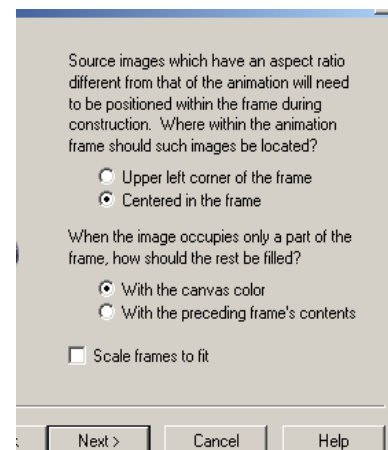 Source images which have an aspect ratio
different from that of the animation will need
to be positioned within the frame during
construction. Where within the animation
frame should such images be located?
Upper left corner of the frame
Centered in the frame
When the image occupies only a part of the
frame, how should the rest be filled?
With the canvas color
With the preceding frame's contents
Scale frames to fit
Next > Cancel Help